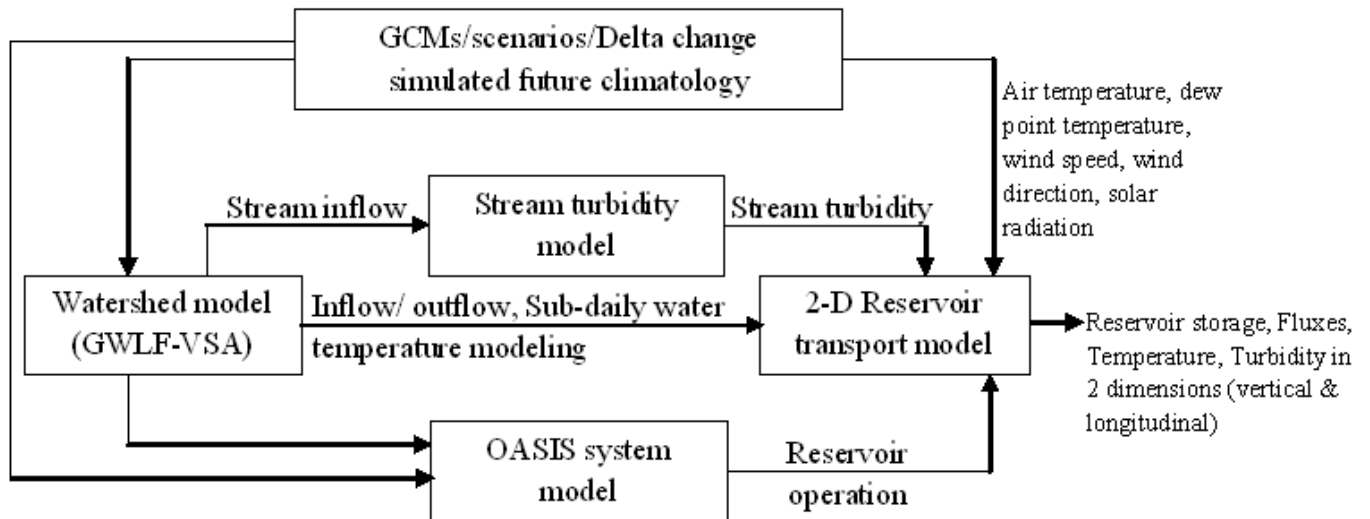 GCMs/scenarios/Delta change
simulated future climatology
Air temperature, dew
point temperature,
wind speed, wind
direction, solar
radiation
Stream inflow
Stream turbidity
model
Stream turbidity
Watershed model
(GWLF-VSA)
Inflow/ outflow, Sub-daily water
temperature modeling
2-D Reservoir
transport model
Reservoir storage, Fluxes,
Temperature, Turbidity in
2 dimensions (vertical &
longitudinal)
OASIS system
model
Reservoir
operation